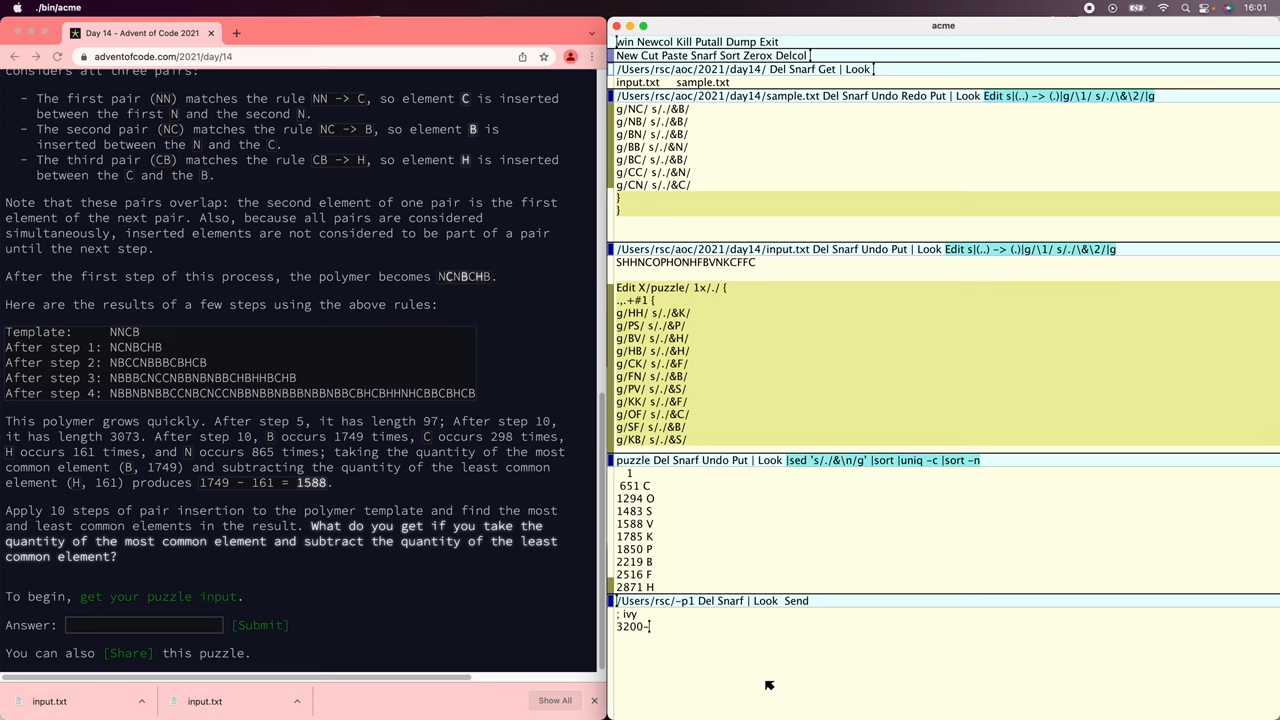 ./bin/acme
16:01
Day 14 - Advent of Code 2021
adventofcode.com/2021/day/14
considers all three pairs:
- The first pair (NN) matches the rule NN -> C, so element C is inserted
between the first N and the second N.
- The second pair (NC) matches the rule NC -> B, so element B is
inserted between the N and the C.
- The third pair (CB) matches the rule CB -> H, so element H is inserted
between the C and the B.
Note that these pairs overlap: the second element of one pair is the first
element of the next pair. Also, because all pairs are considered
simultaneously, inserted elements are not considered to be part of a pair
until the next step.
After the first step of this process, the polymer becomes NCNBCHB.
Here are the results of a few steps using the above rules:
Template: NNCB
After step 1: NCNBCHB
After step 2: NBCCNBBBCBHCB
After step 3: NBBBCNCCNBBNBNBBCHBHHBCHB
After step 4: NBBNBNBBCCNBCNCCNBBNBBNBBBNBBNBBCBHCBHHNHCBBCBHCB
This polymer grows quickly. After step 5, it has length 97; After step 10,
it has length 3073. After step 10, B occurs 1749 times, C occurs 298 times,
H occurs 161 times, and N occurs 865 times; taking the quantity of the most
common element (B, 1749) and subtracting the quantity of the least common
element (H, 161) produces 1749 - 161 = 1588.
Apply 10 steps of pair insertion to the polymer template and find the most
and least common elements in the result. What do you get if you take the
quantity of the most common element and subtract the quantity of the least
common element?
To begin, get your puzzle input.
Answer: [Submit]
You can also [Share] this puzzle.
input.txt
input.txt
Show All
acme
win Newcol Kill Putall Dump Exit
New Cut Paste Snarf Sort Zerox Delcol
/Users/rsc/aoc/2021/day14/ Del Snarf Get | Look
input.txt sample.txt
/Users/rsc/aoc/2021/day14/sample.txt Del Snarf Undo Redo Put | Look Edit s|(..) -> (.)|g/\1/ s/./\&\2/|g
g/NC/ s/./&B/
g/NB/ s/./&B/
g/BN/ s/./&B/
g/BB/ s/./&N/
g/BC/ s/./&B/
g/CC/ s/./&N/
g/CN/ s/./&C/
}
}
/Users/rsc/aoc/2021/day14/input.txt Del Snarf Undo Put | Look Edit s|(..) -> (.)|g/\1/ s/./\&\2/|g
SHHNCOPHONHFBVNKCFFC
Edit X/puzzle/ 1x/./ {
.,.+#1 {
g/HH/ s/./&K/
g/PS/ s/./&P/
g/BV/ s/./&H/
g/HB/ s/./&H/
g/CK/ s/./&F/
g/FN/ s/./&B/
g/PV/ s/./&S/
g/KK/ s/./&F/
g/OF/ s/./&C/
g/SF/ s/./&B/
g/KB/ s/./&S/
puzzle Del Snarf Undo Put | Look |sed 's/./&\n/g' |sort |uniq -c |sort -n
1
651 C
1294 O
1483 S
1588 V
1785 K
1850 P
2219 B
2516 F
2871 H
/Users/rsc/-p1 Del Snarf | Look Send
; ivy
3200-